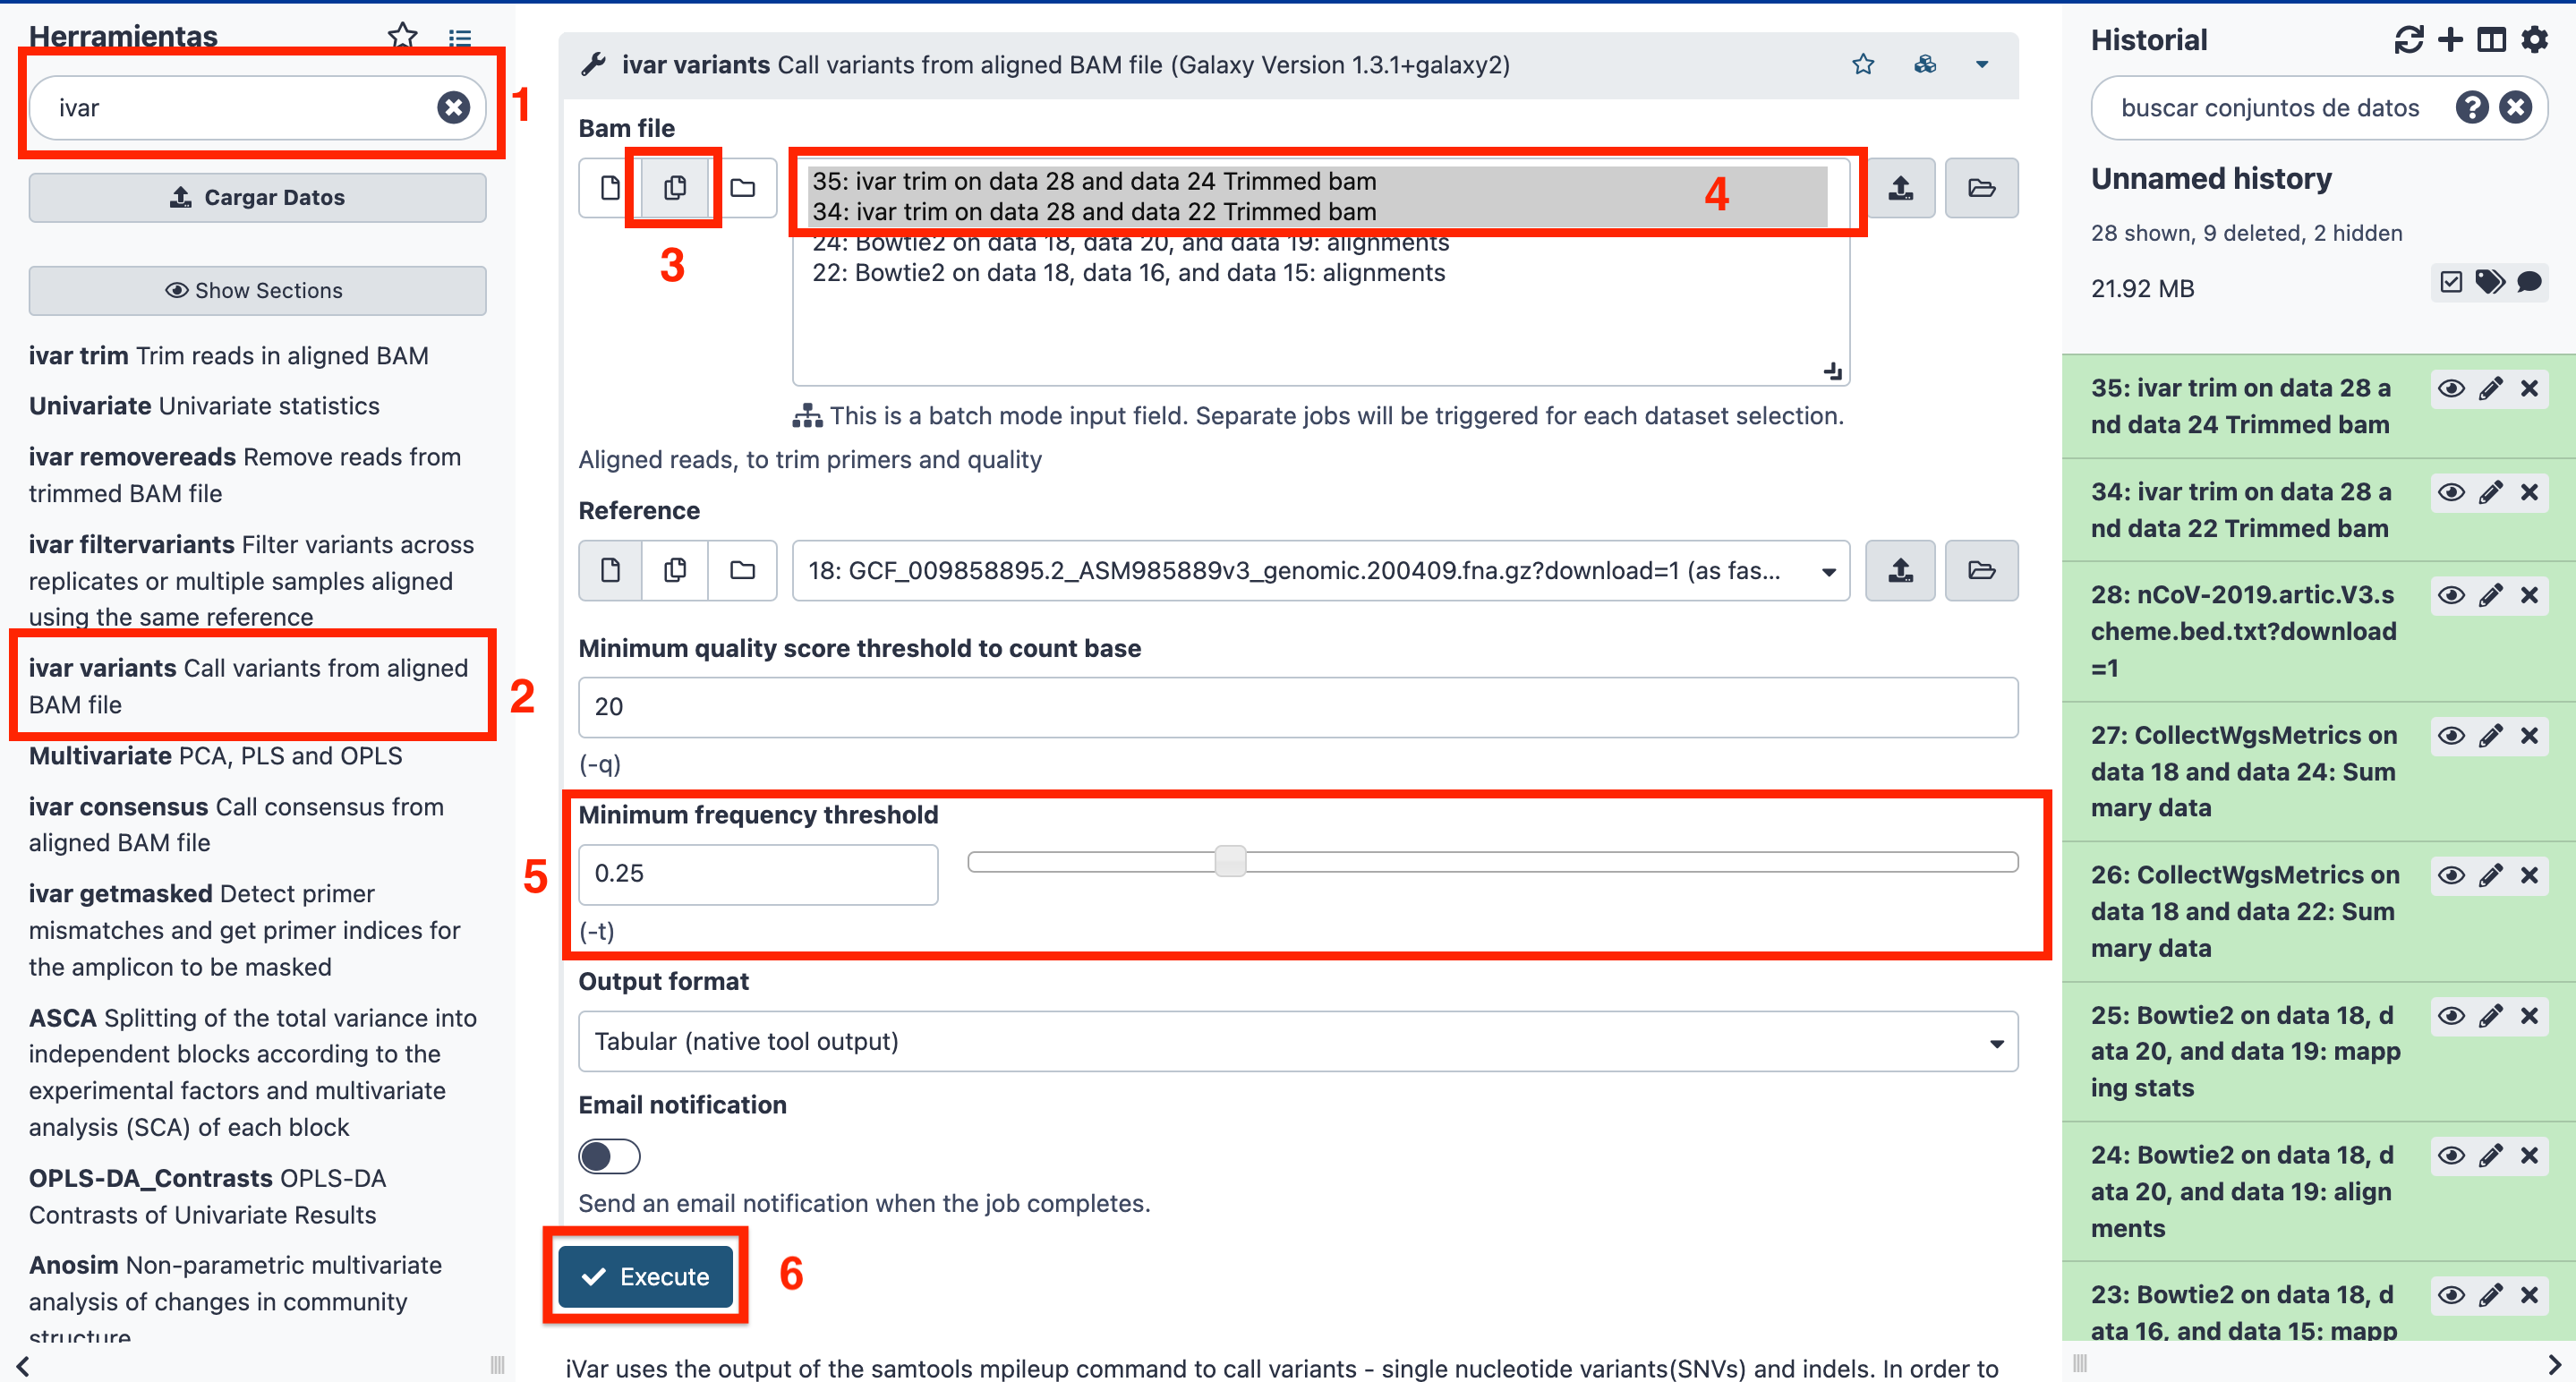 Herramientas
ivar
1
Cargar Datos
Show Sections
ivar trim Trim reads in aligned BAM
Univariate Univariate statistics
ivar removereads Remove reads from
trimmed BAM file
ivar filtervariants Filter variants across
replicates or multiple samples aligned
using the same reference
ivar variants Call variants from aligned
BAM file
2
Multivariate PCA, PLS and OPLS
ivar consensus Call consensus from
aligned BAM file
ivar getmasked Detect primer
mismatches and get primer indices for
the amplicon to be masked
ASCA Splitting of the total variance into
independent blocks according to the
experimental factors and multivariate
analysis (SCA) of each block
OPLS-DA_Contrasts OPLS-DA
Contrasts of Univariate Results
Anosim Non-parametric multivariate
analysis of changes in community
structure
ivar variants Call variants from aligned BAM file (Galaxy Version 1.3.1+galaxy2)
Bam file
3
35: ivar trim on data 28 and data 24 Trimmed bam
34: ivar trim on data 28 and data 22 Trimmed bam
4
24: Bowtie2 on data 18, data 20, and data 19: alignments
22: Bowtie2 on data 18, data 16, and data 15: alignments
This is a batch mode input field. Separate jobs will be triggered for each dataset selection.
Aligned reads, to trim primers and quality
Reference
18: GCF_009858895.2_ASM985889v3_genomic.200409.fna.gz?download=1 (as fas...
Minimum quality score threshold to count base
20
(-q)
Minimum frequency threshold
5
0.25
(-t)
Output format
Tabular (native tool output)
Email notification
Send an email notification when the job completes.
Execute
6
iVar uses the output of the samtools mpileup command to call variants - single nucleotide variants(SNVs) and indels. In order to
Historial
buscar conjuntos de datos
Unnamed history
28 shown, 9 deleted, 2 hidden
21.92 MB
35: ivar trim on data 28 a
nd data 24 Trimmed bam
34: ivar trim on data 28 a
nd data 22 Trimmed bam
28: nCoV-2019.artic.V3.s
cheme.bed.txt?download
=1
27: CollectWgsMetrics on
data 18 and data 24: Sum
mary data
26: CollectWgsMetrics on
data 18 and data 22: Sum
mary data
25: Bowtie2 on data 18, d
ata 20, and data 19: mapp
ing stats
24: Bowtie2 on data 18, d
ata 20, and data 19: align
ments
23: Bowtie2 on data 18, d
ata 16, and data 15: mapp